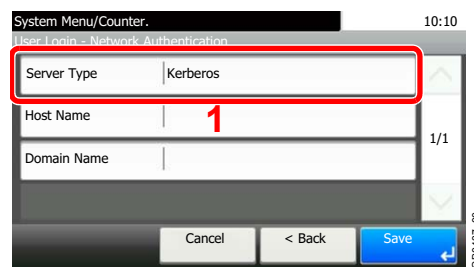 System Menu/Counter.
10:10
User Login - Network Authentication
Server Type Kerberos
Host Name
1
1/1
Domain Name
Cancel < Back Save